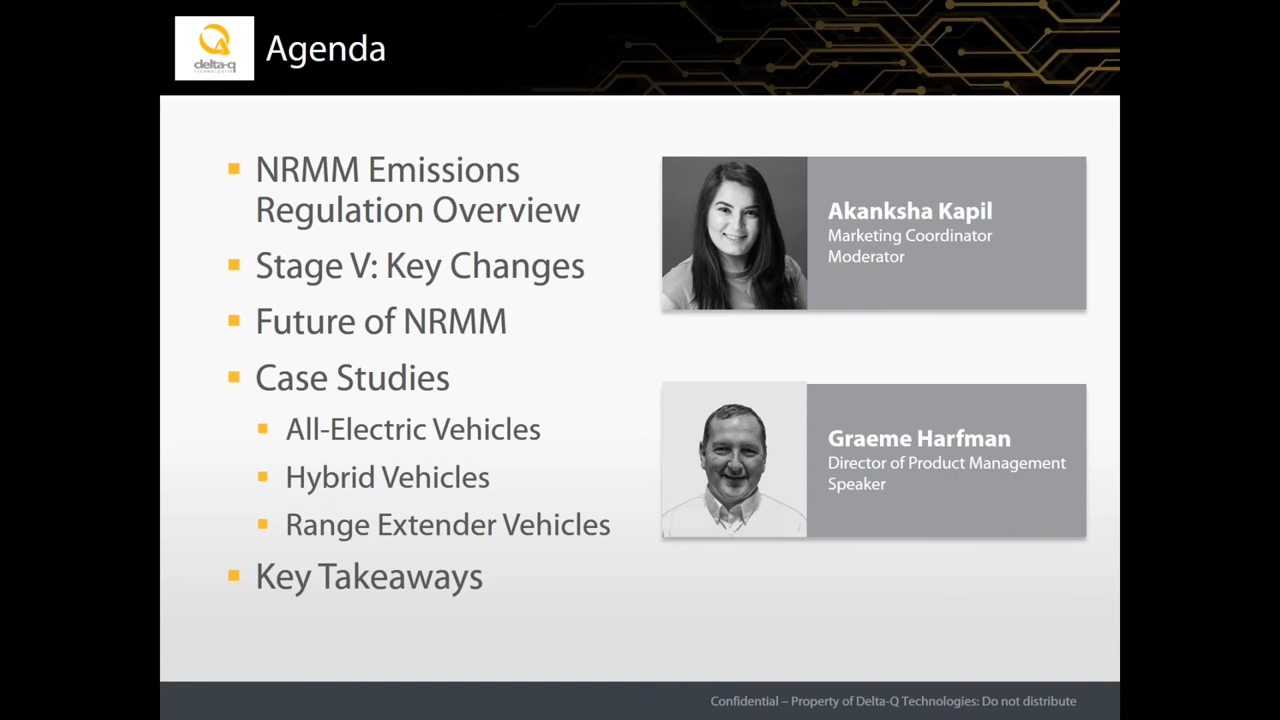 delta-q
TECHNOLOGIES
Agenda
NRMM Emissions
Regulation Overview
Stage V: Key Changes
Future of NRMM
Case Studies
All-Electric Vehicles
Hybrid Vehicles
Range Extender Vehicles
Key Takeaways
Akanksha Kapil
Marketing Coordinator
Moderator
Graeme Harfman
Director of Product Management
Speaker
Confidential – Property of Delta-Q Technologies: Do not distribute